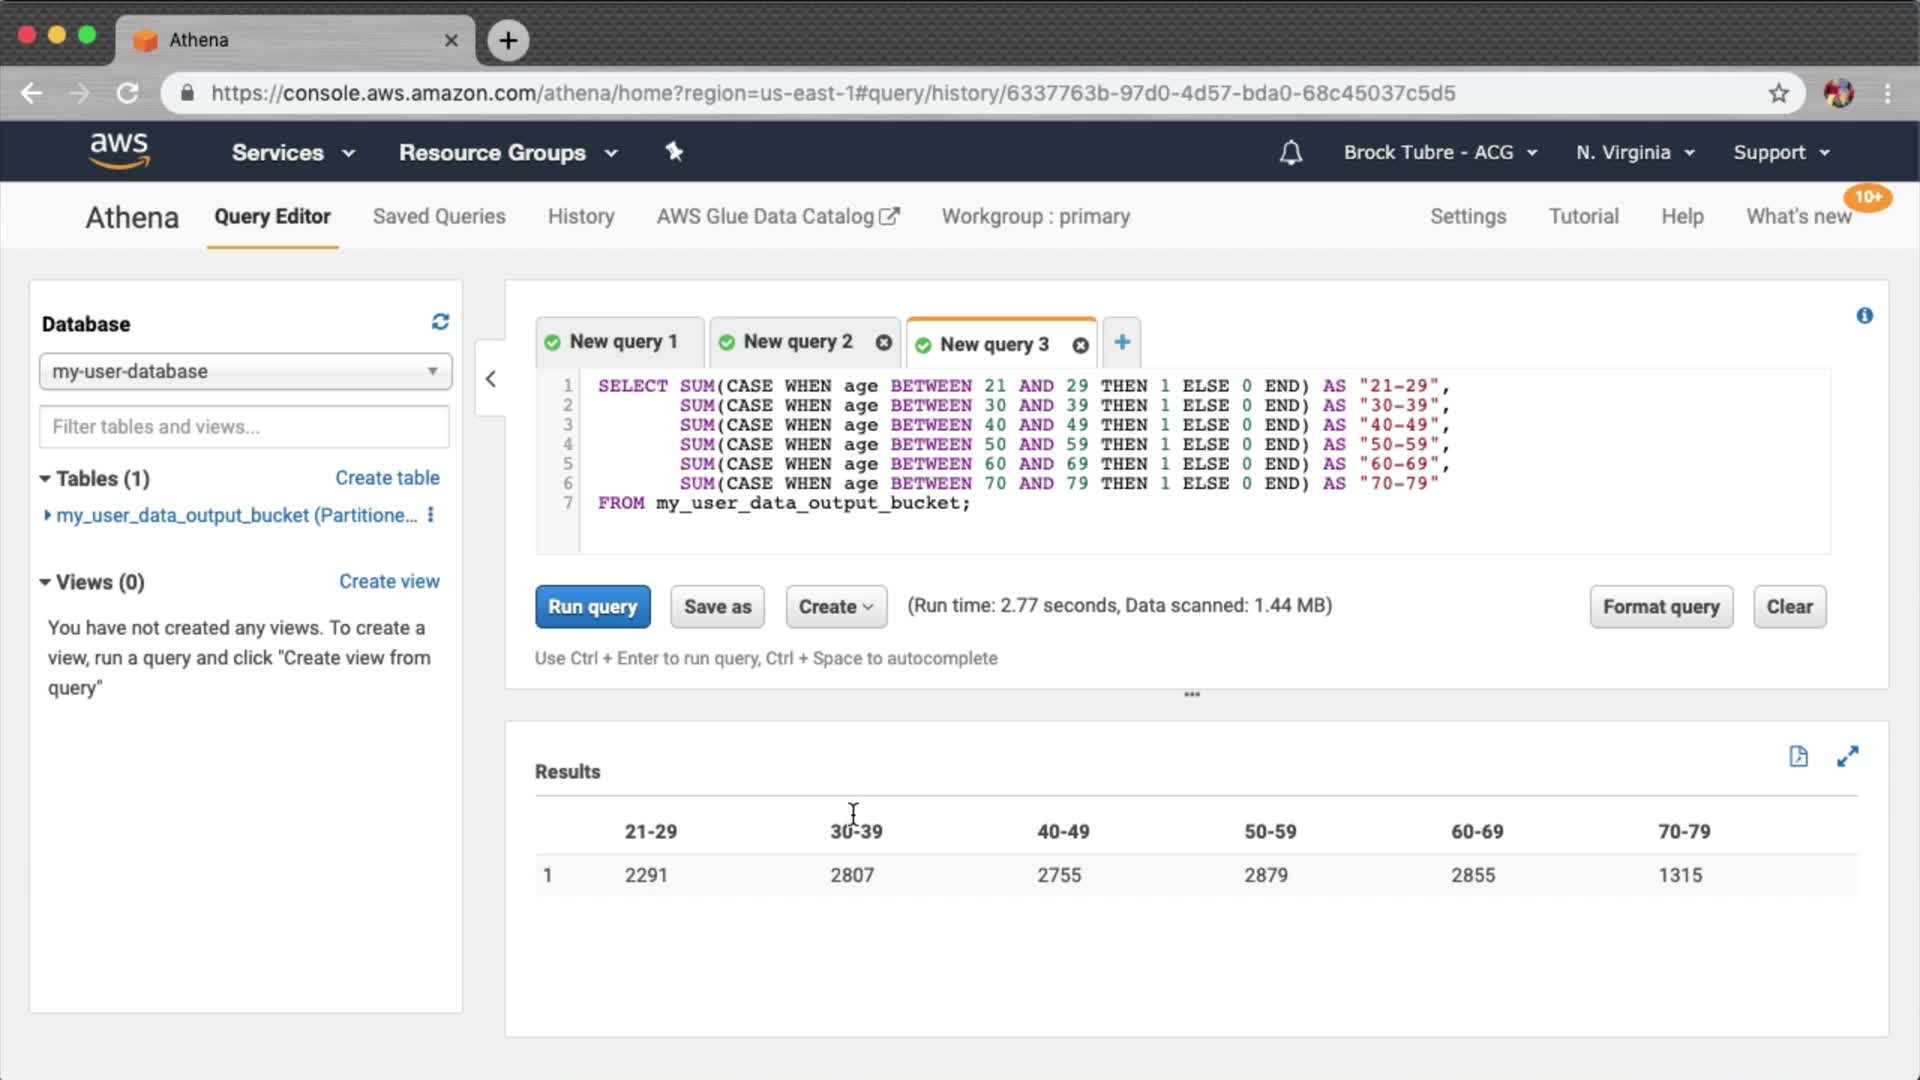 Athena
https://console.aws.amazon.com/athena/home?region=us-east-1#query/history/6337763b-97d0-4d57-bda0-68c45037c5d5
aws Services Resource Groups Brock Tubre - ACG N. Virginia Support
Athena Query Editor Saved Queries History AWS Glue Data Catalog Workgroup : primary Settings Tutorial Help What's new 10+
Database
my-user-database
Filter tables and views...
Tables (1) Create table
my_user_data_output_bucket (Partitione...
Views (0) Create view
You have not created any views. To create a
view, run a query and click "Create view from
query"
New query 1 New query 2 New query 3
1 SELECT SUM(CASE WHEN age BETWEEN 21 AND 29 THEN 1 ELSE 0 END) AS "21-29",
2 SUM(CASE WHEN age BETWEEN 30 AND 39 THEN 1 ELSE 0 END) AS "30-39",
3 SUM(CASE WHEN age BETWEEN 40 AND 49 THEN 1 ELSE 0 END) AS "40-49",
4 SUM(CASE WHEN age BETWEEN 50 AND 59 THEN 1 ELSE 0 END) AS "50-59",
5 SUM(CASE WHEN age BETWEEN 60 AND 69 THEN 1 ELSE 0 END) AS "60-69",
6 SUM(CASE WHEN age BETWEEN 70 AND 79 THEN 1 ELSE 0 END) AS "70-79"
7 FROM my_user_data_output_bucket;
Run query Save as Create (Run time: 2.77 seconds, Data scanned: 1.44 MB) Format query Clear
Use Ctrl + Enter to run query, Ctrl + Space to autocomplete
Results
21-29 30-39 40-49 50-59 60-69 70-79
1 2291 2807 2755 2879 2855 1315